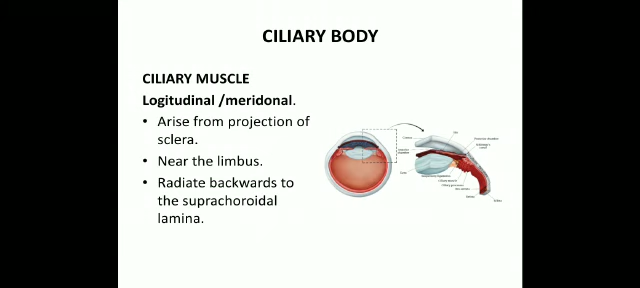 CILIARY BODY
CILIARY MUSCLE
Logitudinal /meridonal.
• Arise from projection of
sclera.
• Near the limbus.
• Radiate backwards to
the suprachoroidal
lamina.